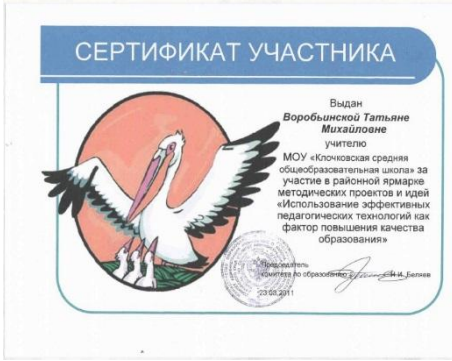 СЕРТИФИКАТ УЧАСТНИКА
Выдан
Воробьинской Татьяне
Михайловне
учителю
МОУ «Клочковская средняя
общеобразовательная школа» за
участие в районной ярмарке
методических проектов и идей
«Использование эффективных
педагогических технологий как
фактор повышения качества
образования»
Председатель
комитета по образованию Н.И. Беляев
23.03.2011